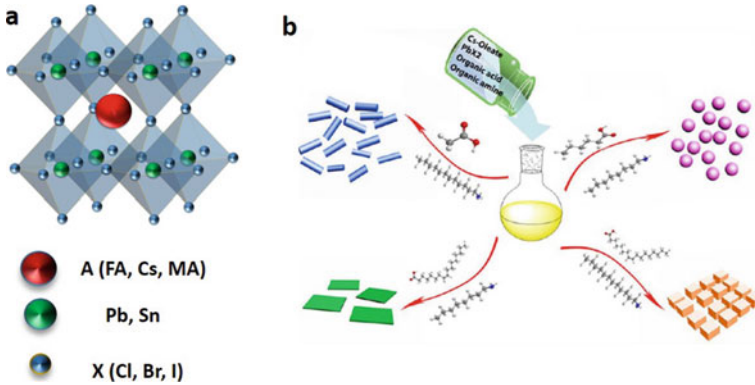 a
A (FA, Cs, MA)
Pb, Sn
X (Cl, Br, I)
b
Cs-Oleate
PbX2
Organic acid
Organic amine